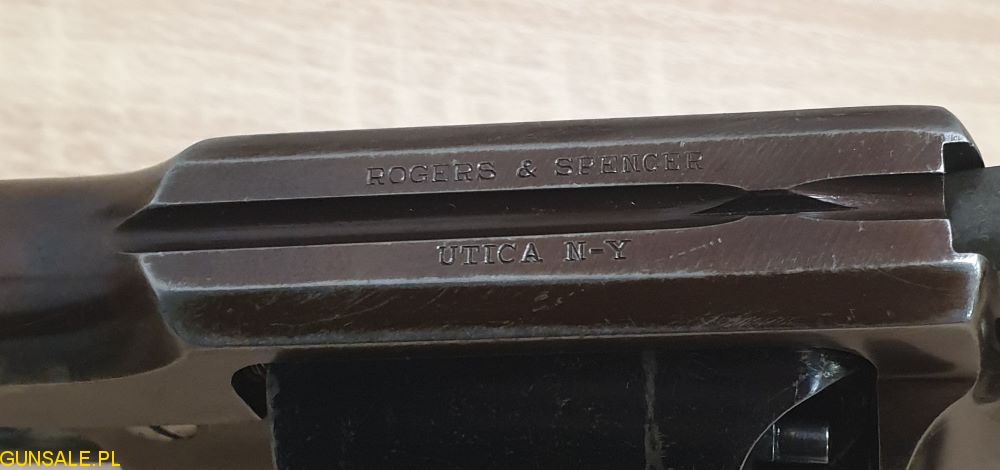 ROGERS & SPENCER
UTICA N-Y
GUNSALE.PL